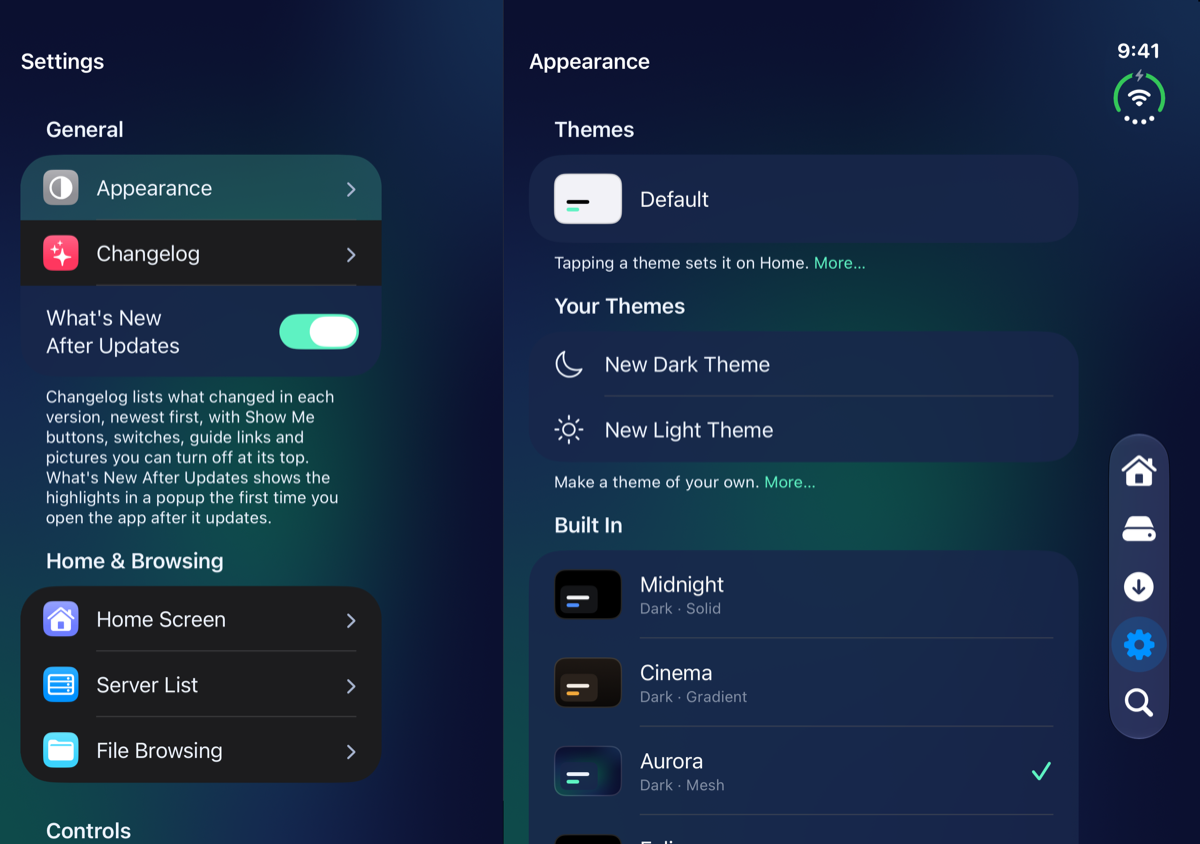 Settings
General
Appearance
Changelog
What's New
After Updates
Changelog lists what changed in each
version, newest first, with Show Me
buttons, switches, guide links and
pictures you can turn off at its top.
What's New After Updates shows the
highlights in a popup the first time you
open the app after it updates.
Home & Browsing
Home Screen
Server List
File Browsing
Controls
Appearance
Themes
Default
Tapping a theme sets it on Home. More...
Your Themes
New Dark Theme
New Light Theme
Make a theme of your own. More...
Built In
Midnight
Dark · Solid
Cinema
Dark · Gradient
Aurora
Dark · Mesh
9:41